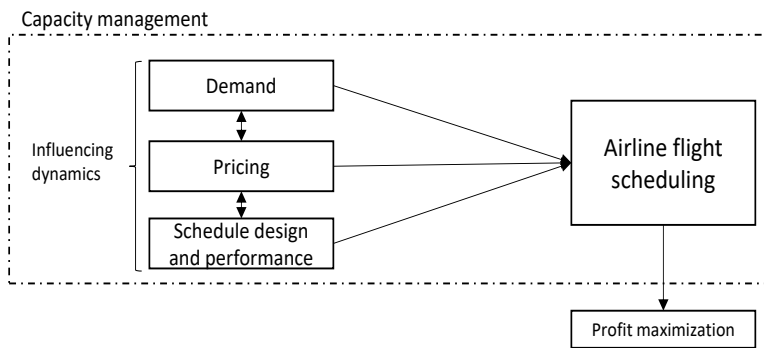 Capacity management
Demand
Influencing
dynamics
Pricing
Schedule design
and performance
Airline flight
scheduling
Profit maximization